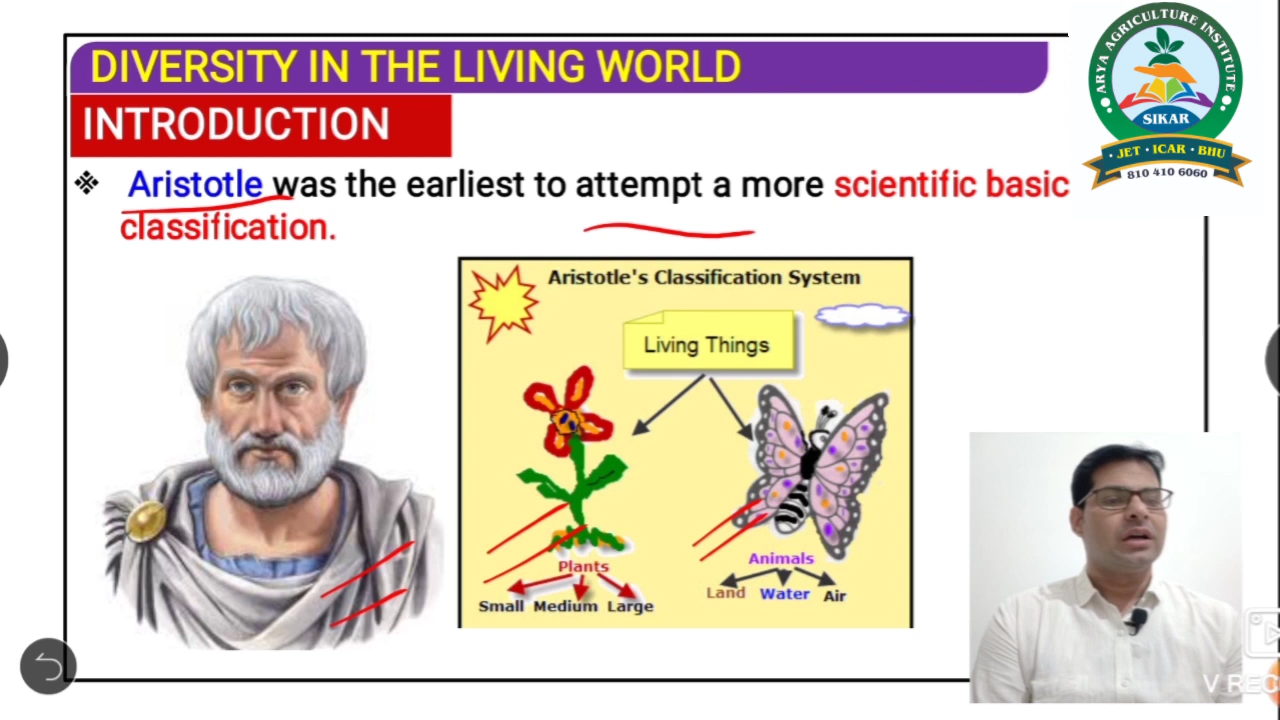 DIVERSITY IN THE LIVING WORLD
INTRODUCTION
❖ Aristotle was the earliest to attempt a more scientific basic
classification.
Aristotle's Classification System
Living Things
Plants
Small Medium Large
Animals
Land Water Air
ARYA AGRICULTURE INSTITUTE
SIKAR
• JET • ICAR • BHU •
810 410 6060
V REC